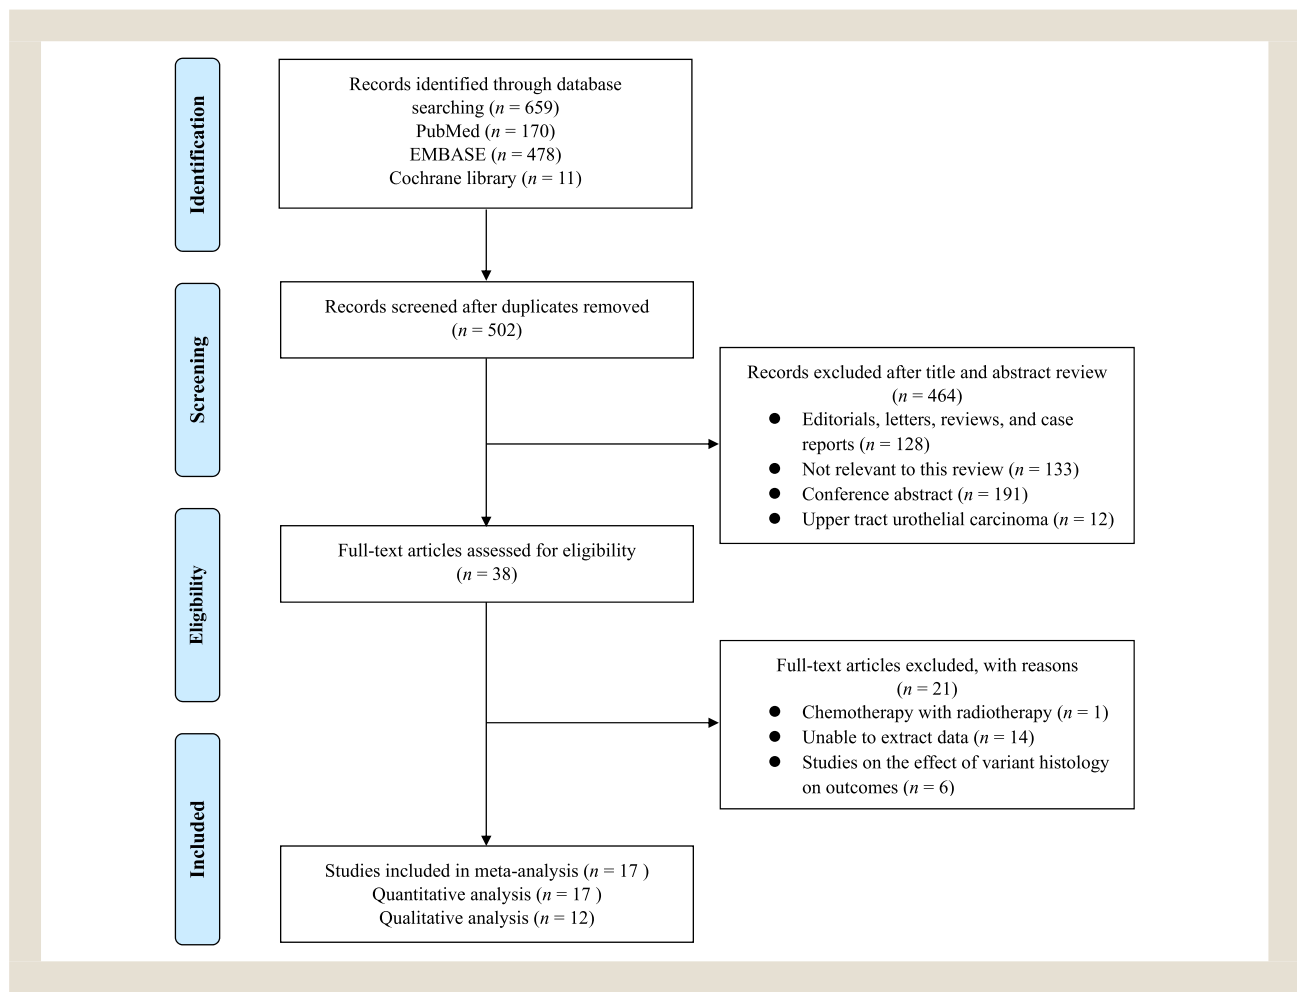 Identification
Records identified through database
searching (n = 659)
PubMed (n = 170)
EMBASE (n = 478)
Cochrane library (n = 11)
Screening
Records screened after duplicates removed
(n = 502)
Records excluded after title and abstract review
(n = 464)
● Editorials, letters, reviews, and case
reports (n = 128)
● Not relevant to this review (n = 133)
● Conference abstract (n = 191)
● Upper tract urothelial carcinoma (n = 12)
Eligibility
Full-text articles assessed for eligibility
(n = 38)
Full-text articles excluded, with reasons
(n = 21)
● Chemotherapy with radiotherapy (n = 1)
● Unable to extract data (n = 14)
● Studies on the effect of variant histology
on outcomes (n = 6)
Included
Studies included in meta-analysis (n = 17 )
Quantitative analysis (n = 17 )
Qualitative analysis (n = 12)